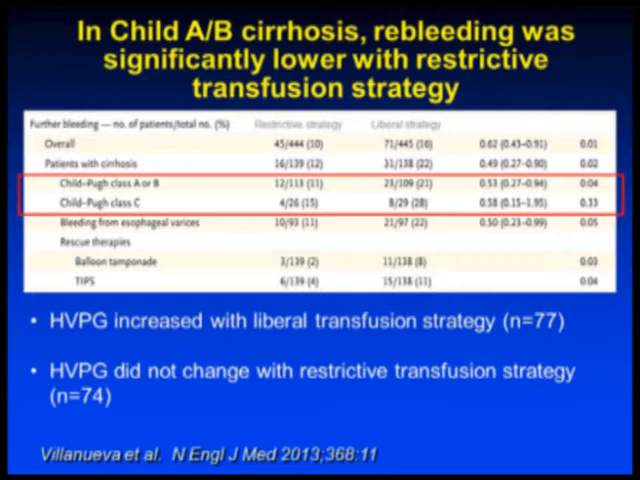 In Child A/B cirrhosis, rebleeding was
significantly lower with restrictive
transfusion strategy
Further bleeding — no. of patients/total no. (%) Restrictive strategy Liberal strategy
Overall 45/444 (10) 71/445 (16) 0.62 (0.43–0.91) 0.01
Patients with cirrhosis 16/139 (12) 31/138 (22) 0.49 (0.27–0.90) 0.02
Child–Pugh class A or B 12/113 (11) 23/109 (21) 0.53 (0.27–0.94) 0.04
Child–Pugh class C 4/26 (15) 8/29 (28) 0.58 (0.15–1.95) 0.33
Bleeding from esophageal varices 10/93 (11) 21/97 (22) 0.50 (0.23–0.99) 0.05
Rescue therapies
Balloon tamponade 3/139 (2) 11/138 (8) 0.03
TIPS 6/139 (4) 15/138 (11) 0.04
• HVPG increased with liberal transfusion strategy (n=77)
• HVPG did not change with restrictive transfusion strategy
(n=74)
Villanueva et al. N Engl J Med 2013;368:11